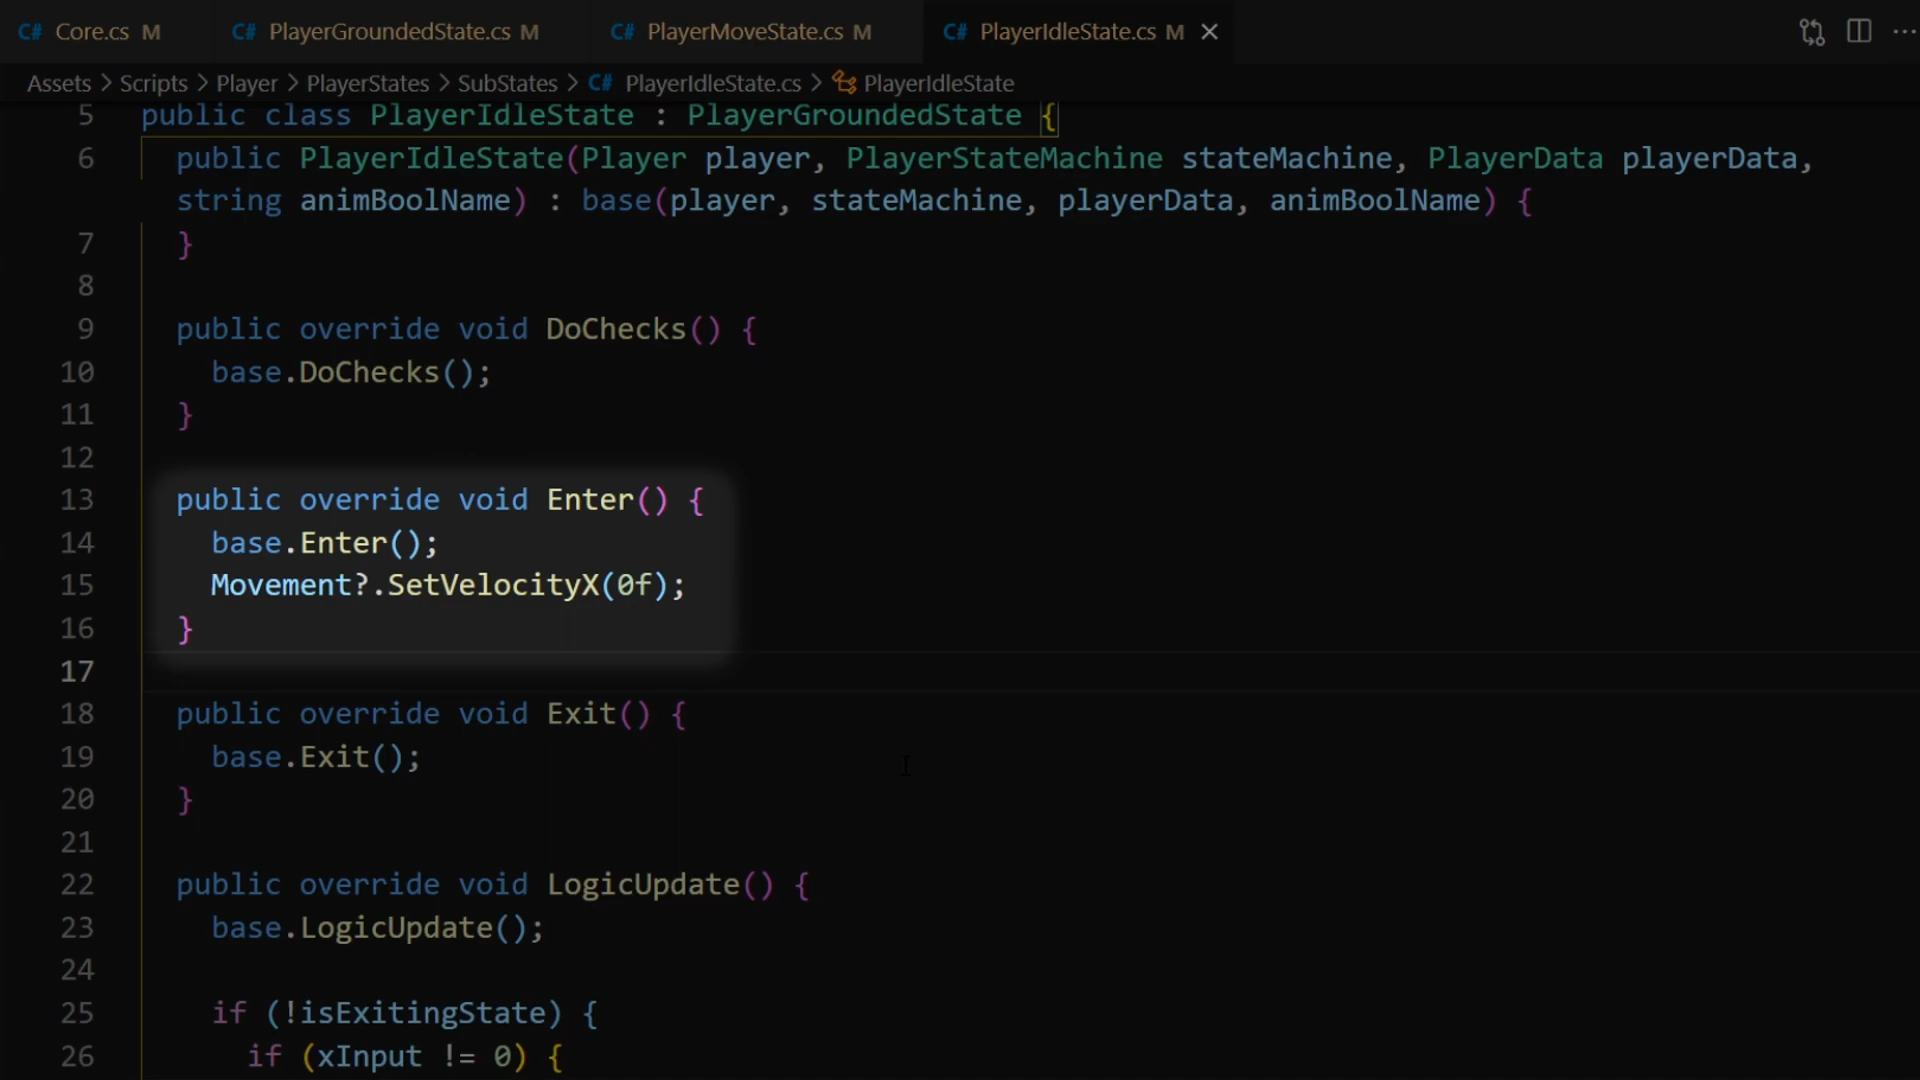 C# Core.cs M C# PlayerGroundedState.cs M C# PlayerMoveState.cs M C# PlayerIdleState.cs M
Assets > Scripts > Player > PlayerStates > SubStates > C# PlayerIdleState.cs > PlayerIdleState
5 public class PlayerIdleState : PlayerGroundedState {
6 public PlayerIdleState(Player player, PlayerStateMachine stateMachine, PlayerData playerData,
string animBoolName) : base(player, stateMachine, playerData, animBoolName) {
7 }
8
9 public override void DoChecks() {
10 base.DoChecks();
11 }
12
13 public override void Enter() {
14 base.Enter();
15 Movement?.SetVelocityX(0f);
16 }
17
18 public override void Exit() {
19 base.Exit();
20 }
21
22 public override void LogicUpdate() {
23 base.LogicUpdate();
24
25 if (!isExitingState) {
26 if (xInput != 0) {